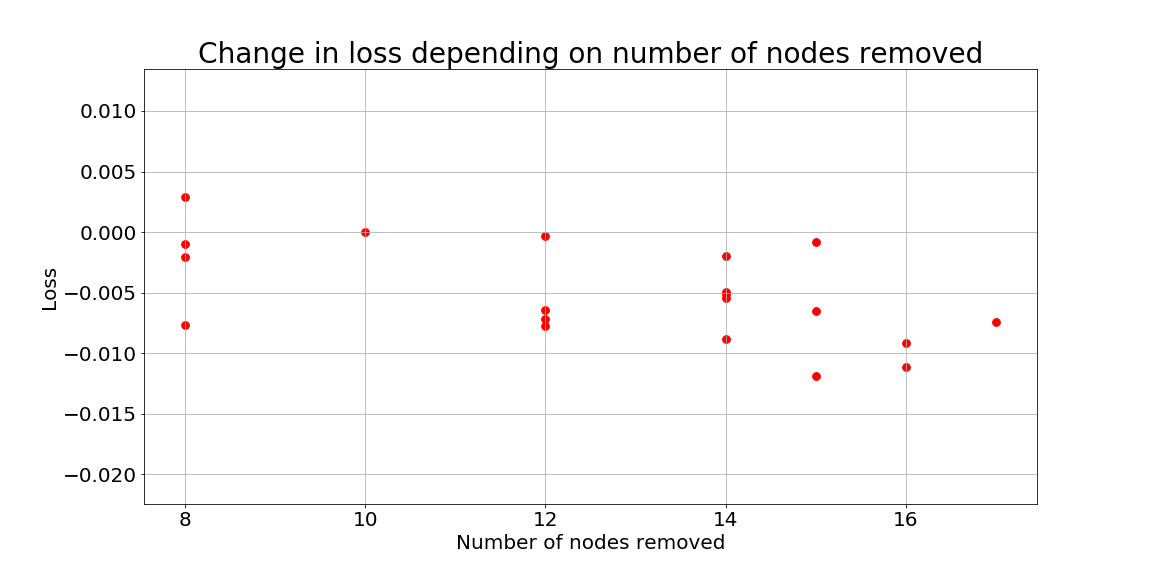 Change in loss depending on number of nodes removed
0.010
0.005
0.000
−0.005
−0.010
−0.015
−0.020
Loss
8 10 12 14 16
Number of nodes removed